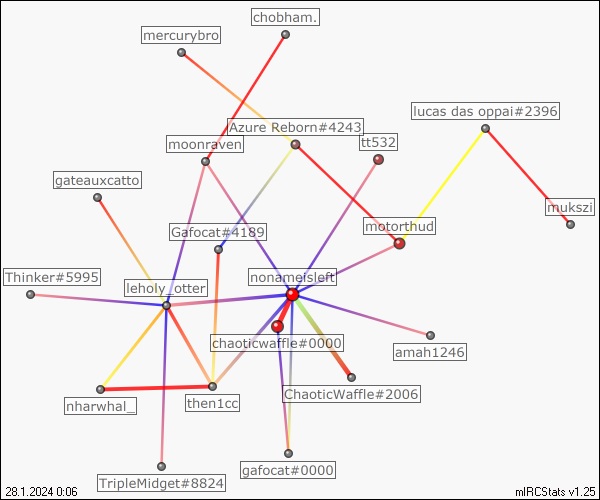 chobham.
mercurybro
lucas das oppai#2396
Azure Reborn#4243
tt532
moonraven
gateauxcatto
mukszi
motorthud
Gafocat#4189
Thinker#5995
nonameisleft
leholy_otter
chaoticwaffle#0000
amah1246
ChaoticWaffle#2006
nharwhal_
then1cc
gafocat#0000
TripleMidget#8824
28.1.2024 0:06
mIRCStats v1.25